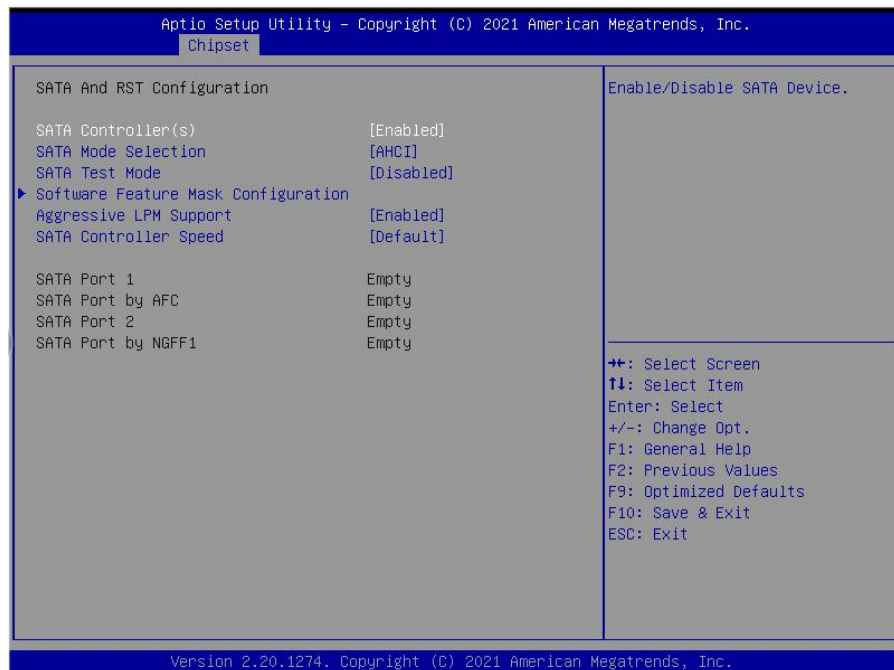 Aptio Setup Utility – Copyright (C) 2021 American Megatrends, Inc.
Chipset
SATA And RST Configuration
SATA Controller(s) [Enabled]
SATA Mode Selection [AHCI]
SATA Test Mode [Disabled]
Software Feature Mask Configuration
Aggressive LPM Support [Enabled]
SATA Controller Speed [Default]
SATA Port 1 Empty
SATA Port by AFC Empty
SATA Port 2 Empty
SATA Port by NGFF1 Empty
Enable/Disable SATA Device.
→←: Select Screen
↑↓: Select Item
Enter: Select
+/-: Change Opt.
F1: General Help
F2: Previous Values
F9: Optimized Defaults
F10: Save & Exit
ESC: Exit
Version 2.20.1274. Copyright (C) 2021 American Megatrends, Inc.